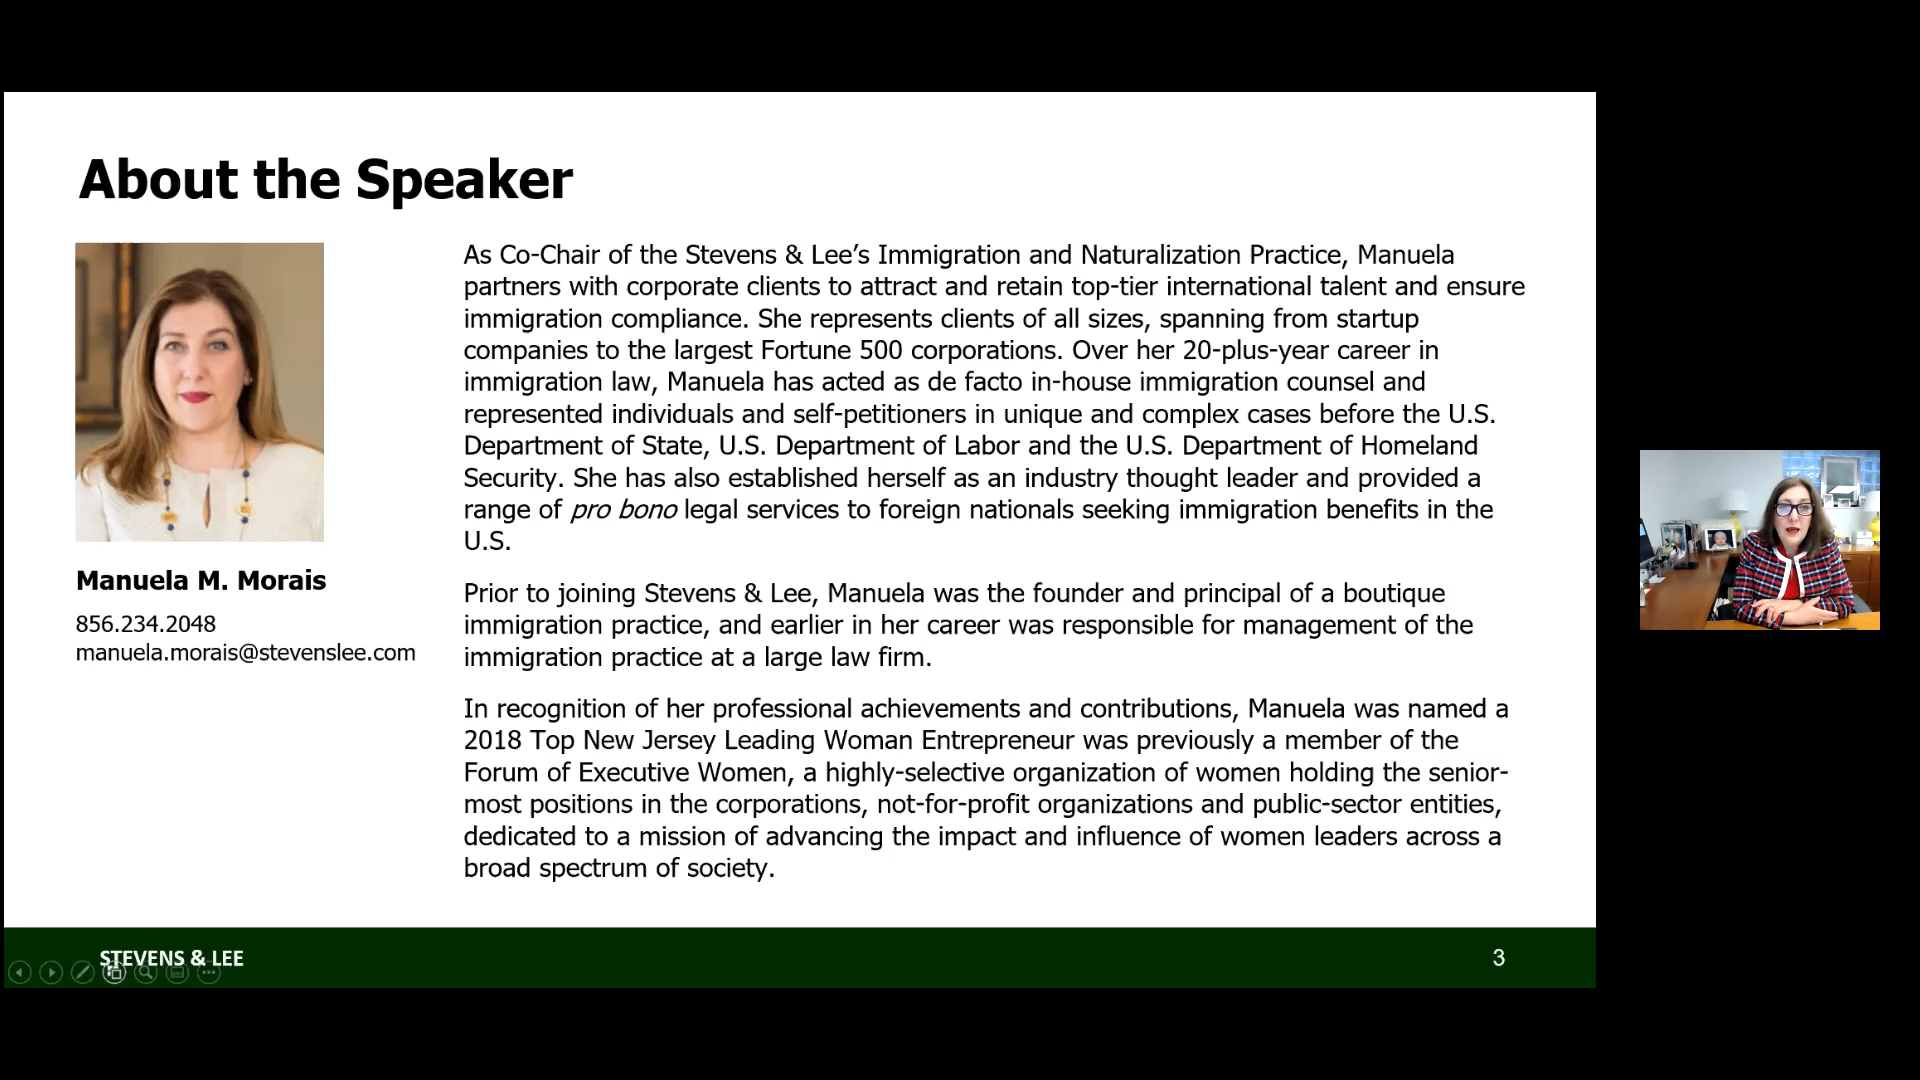 About the Speaker
Manuela M. Morais
856.234.2048
manuela.morais@stevenslee.com
As Co-Chair of the Stevens & Lee’s Immigration and Naturalization Practice, Manuela
partners with corporate clients to attract and retain top-tier international talent and ensure
immigration compliance. She represents clients of all sizes, spanning from startup
companies to the largest Fortune 500 corporations. Over her 20-plus-year career in
immigration law, Manuela has acted as de facto in-house immigration counsel and
represented individuals and self-petitioners in unique and complex cases before the U.S.
Department of State, U.S. Department of Labor and the U.S. Department of Homeland
Security. She has also established herself as an industry thought leader and provided a
range of pro bono legal services to foreign nationals seeking immigration benefits in the
U.S.
Prior to joining Stevens & Lee, Manuela was the founder and principal of a boutique
immigration practice, and earlier in her career was responsible for management of the
immigration practice at a large law firm.
In recognition of her professional achievements and contributions, Manuela was named a
2018 Top New Jersey Leading Woman Entrepreneur was previously a member of the
Forum of Executive Women, a highly-selective organization of women holding the senior-
most positions in the corporations, not-for-profit organizations and public-sector entities,
dedicated to a mission of advancing the impact and influence of women leaders across a
broad spectrum of society.
STEVENS & LEE
3